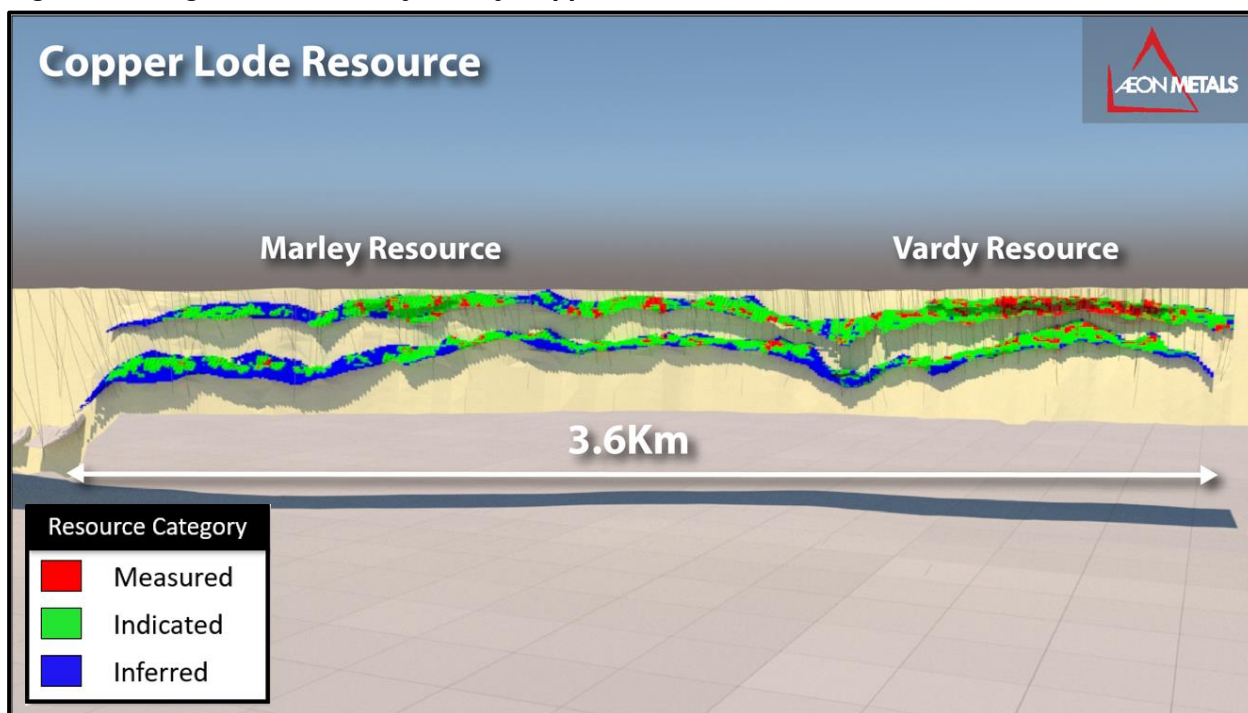 Copper Lode Resource
ÆON METALS
Marley Resource
Vardy Resource
3.6Km
Resource Category
Measured
Indicated
Inferred